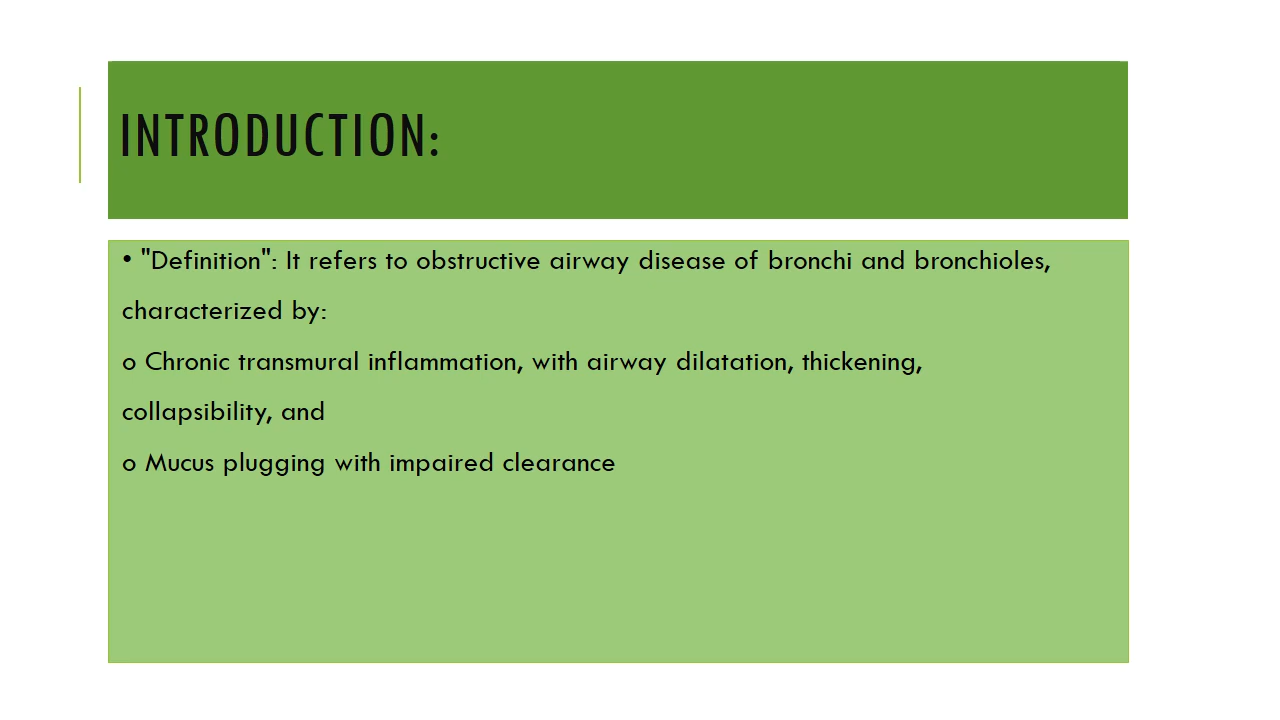 INTRODUCTION:
• "Definition": It refers to obstructive airway disease of bronchi and bronchioles,
characterized by:
o Chronic transmural inflammation, with airway dilatation, thickening,
collapsibility, and
o Mucus plugging with impaired clearance